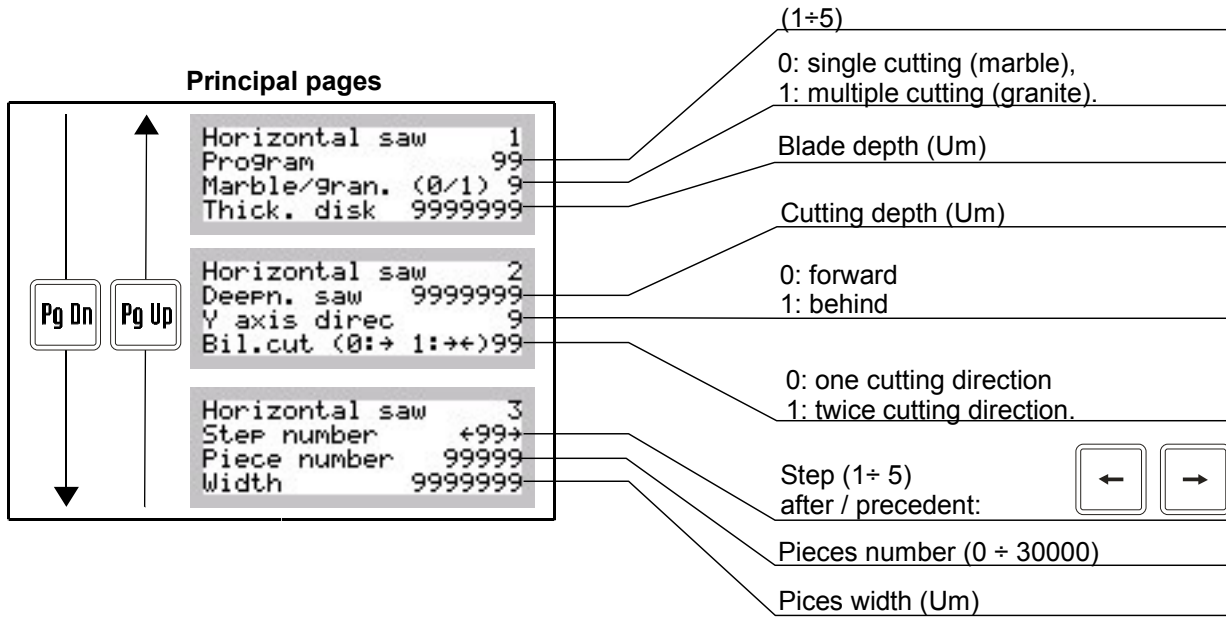 Principal pages
Pg Dn
Pg Up
Horizontal saw 1
Program 99
Marble/gran. (0/1) 9
Thick. disk 9999999
Horizontal saw 2
Deepn. saw 9999999
Y axis direc 9
Bil.cut (0:→ 1:→←)99
Horizontal saw 3
Step number ←99→
Piece number 99999
Width 9999999
(1÷5)
0: single cutting (marble),
1: multiple cutting (granite).
Blade depth (Um)
Cutting depth (Um)
0: forward
1: behind
0: one cutting direction
1: twice cutting direction.
Step (1÷ 5)
after / precedent:
← →
Pieces number (0 ÷ 30000)
Pices width (Um)